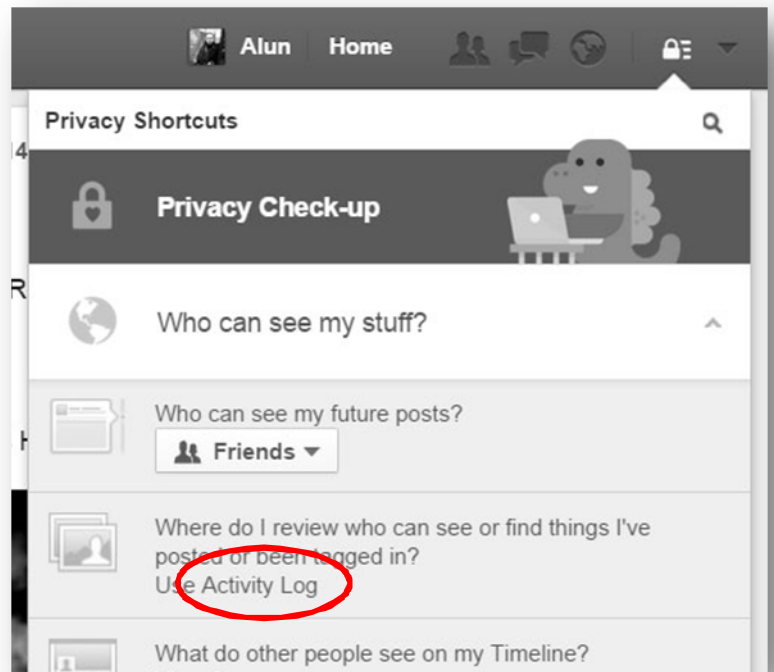 Alun Home
Privacy Shortcuts
14
Privacy Check-up
R
Who can see my stuff?
Who can see my future posts?
Friends
Where do I review who can see or find things I've
posted or been tagged in?
Use Activity Log
What do other people see on my Timeline?